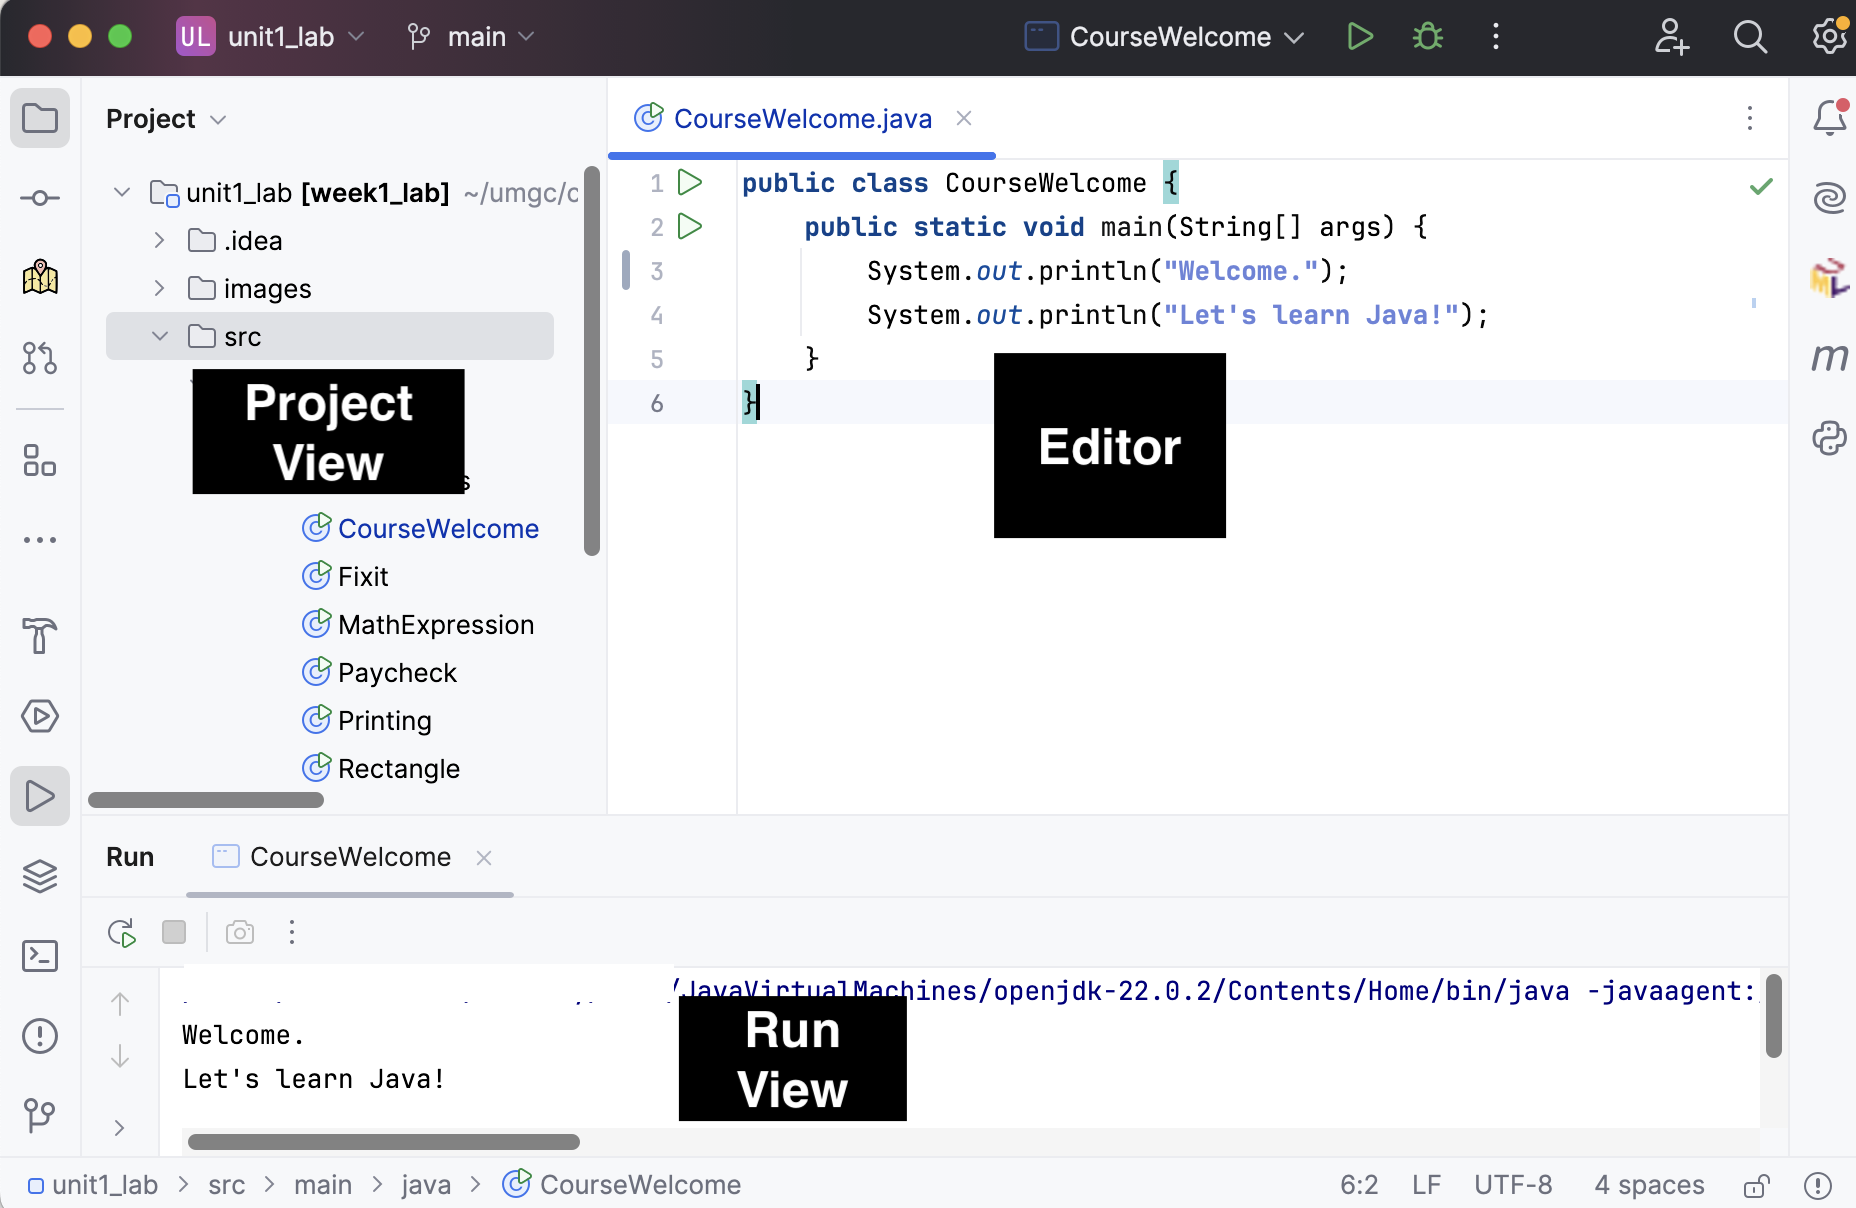 UL unit1_lab main CourseWelcome
Project
CourseWelcome.java
unit1_lab [week1_lab] ~/umgc/c
.idea
images
src
Project
View
s
CourseWelcome
Fixit
MathExpression
Paycheck
Printing
Rectangle
1 public class CourseWelcome {
2 public static void main(String[] args) {
3 System.out.println("Welcome.");
4 System.out.println("Let's learn Java!");
5 }
6 }
Editor
ML
m
Run CourseWelcome
/JavaVirtualMachines/openjdk-22.0.2/Contents/Home/bin/java -javaagent:
Welcome.
Let's learn Java!
Run
View
unit1_lab > src > main > java > CourseWelcome 6:2 LF UTF-8 4 spaces